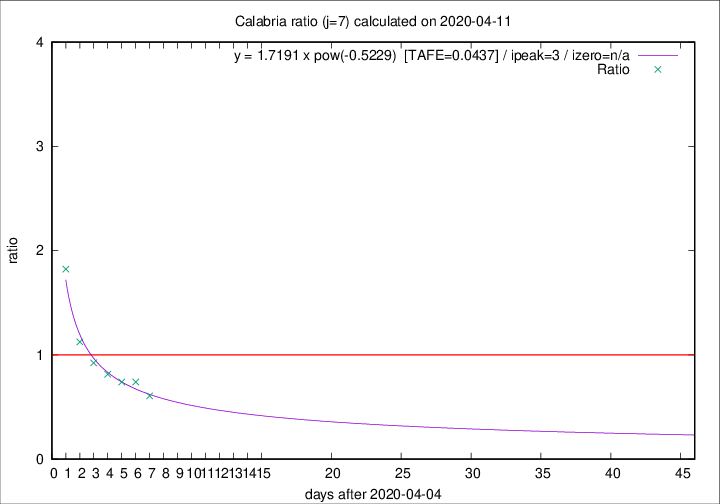 Calabria ratio (j=7) calculated on 2020-04-11
y = 1.7191 x pow(-0.5229)  [TAFE=0.0437] / ipeak=3 / izero=n/a
Ratio
4
3
2
1
0
ratio
0 1 2 3 4 5 6 7 8 9 10 11 12 13 14 15 20 25 30 35 40 45
days after 2020-04-04